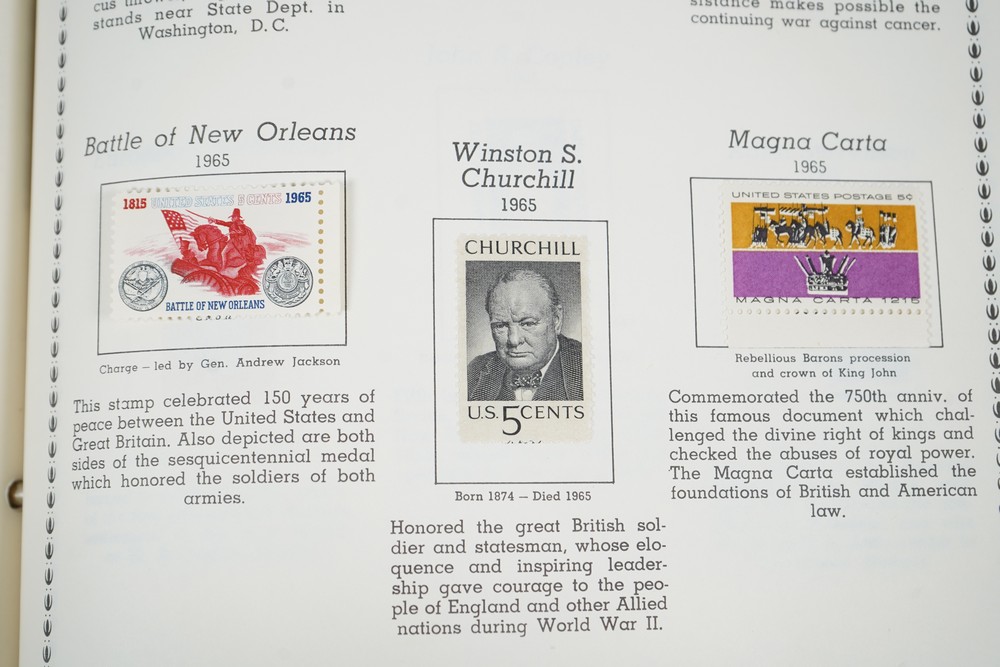 stands near State Dept. in
Washington, D. C.
sistance makes possible the
continuing war against cancer.
Battle of New Orleans
1965
1815 UNITED STATES 5 CENTS 1965
BATTLE OF NEW ORLEANS
Charge – led by Gen. Andrew Jackson
This stamp celebrated 150 years of
peace between the United States and
Great Britain. Also depicted are both
sides of the sesquicentennial medal
which honored the soldiers of both
armies.
Winston S.
Churchill
1965
CHURCHILL
U.S. 5 CENTS
Born 1874 – Died 1965
Honored the great British sol-
dier and statesman, whose elo-
quence and inspiring leader-
ship gave courage to the peo-
ple of England and other Allied
nations during World War II.
Magna Carta
1965
UNITED STATES POSTAGE 5¢
MAGNA CARTA 1215
Rebellious Barons procession
and crown of King John
Commemorated the 750th anniv. of
this famous document which chal-
lenged the divine right of kings and
checked the abuses of royal power.
The Magna Carta established the
foundations of British and American
law.